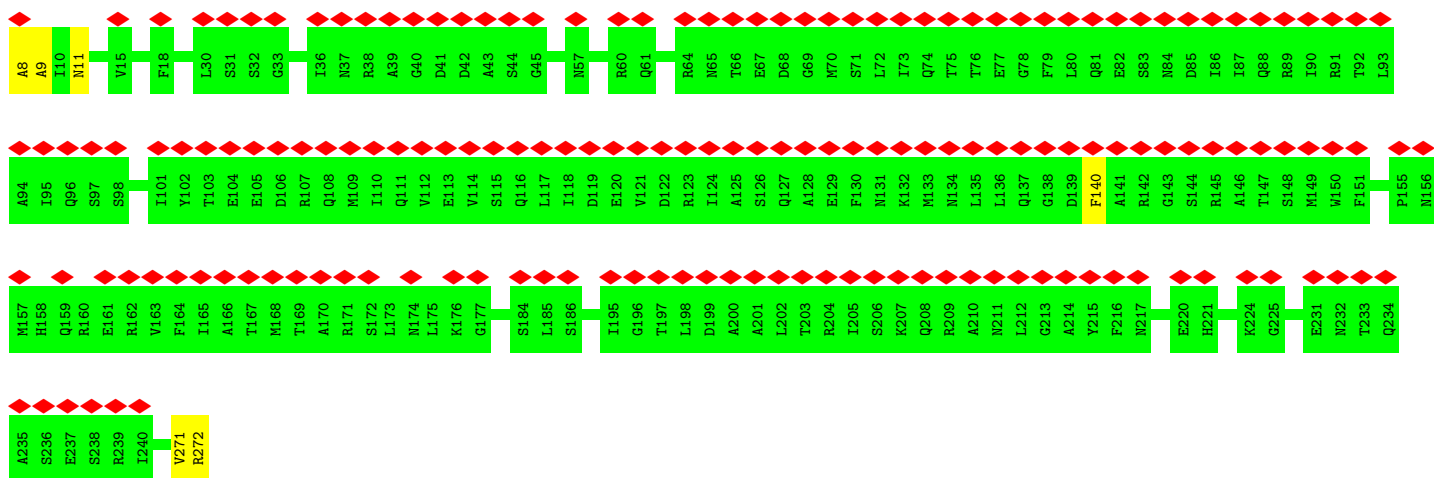 A8 A9 I10 N11 V15 F18 L30 S31 S32 G33 I36 N37 R38 A39 G40 D41 D42 A43 S44 G45 N57 R60 Q61 R64 N65 T66 E67 D68 G69 M70 S71 L72 I73 Q74 T75 T76 E77 G78 F79 L80 Q81 E82 S83 N84 D85 I86 I87 Q88 R89 I90 R91 T92 L93
A94 I95 Q96 S97 S98 I101 Y102 T103 E104 E105 D106 R107 Q108 M109 I110 Q111 V112 E113 V114 S115 Q116 L117 I118 D119 E120 V121 D122 R123 I124 A125 S126 Q127 A128 E129 F130 N131 K132 M133 N134 L135 L136 Q137 G138 D139 F140 A141 R142 G143 S144 R145 A146 T147 S148 M149 W150 F151 P155 N156
M157 H158 Q159 R160 E161 R162 V163 F164 I165 A166 T167 M168 T169 A170 R171 S172 L173 N174 L175 K176 G177 S184 L185 S186 I195 G196 T197 L198 D199 A200 A201 L202 T203 R204 I205 S206 K207 Q208 R209 A210 N211 L212 G213 A214 Y215 F216 N217 E220 H221 K224 G225 E231 N232 T233 Q234
A235 S236 E237 S238 R239 I240 V271 R272